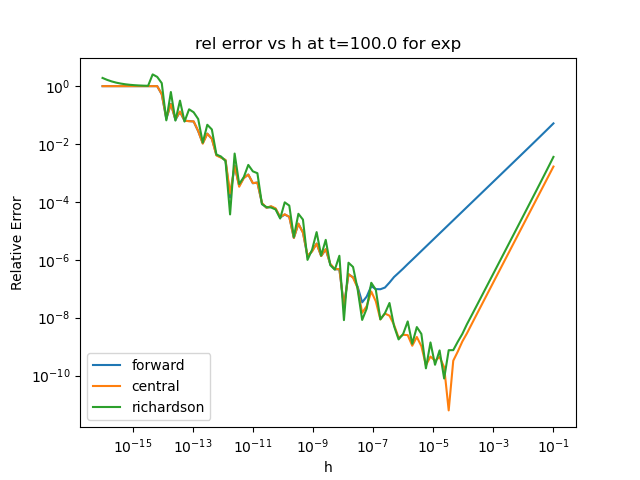 rel error vs h at t=100.0 for exp
Relative Error
10⁰
10⁻²
10⁻⁴
10⁻⁶
10⁻⁸
10⁻¹⁰
forward
central
richardson
10⁻¹⁵ 10⁻¹³ 10⁻¹¹ 10⁻⁹ 10⁻⁷ 10⁻⁵ 10⁻³ 10⁻¹
h